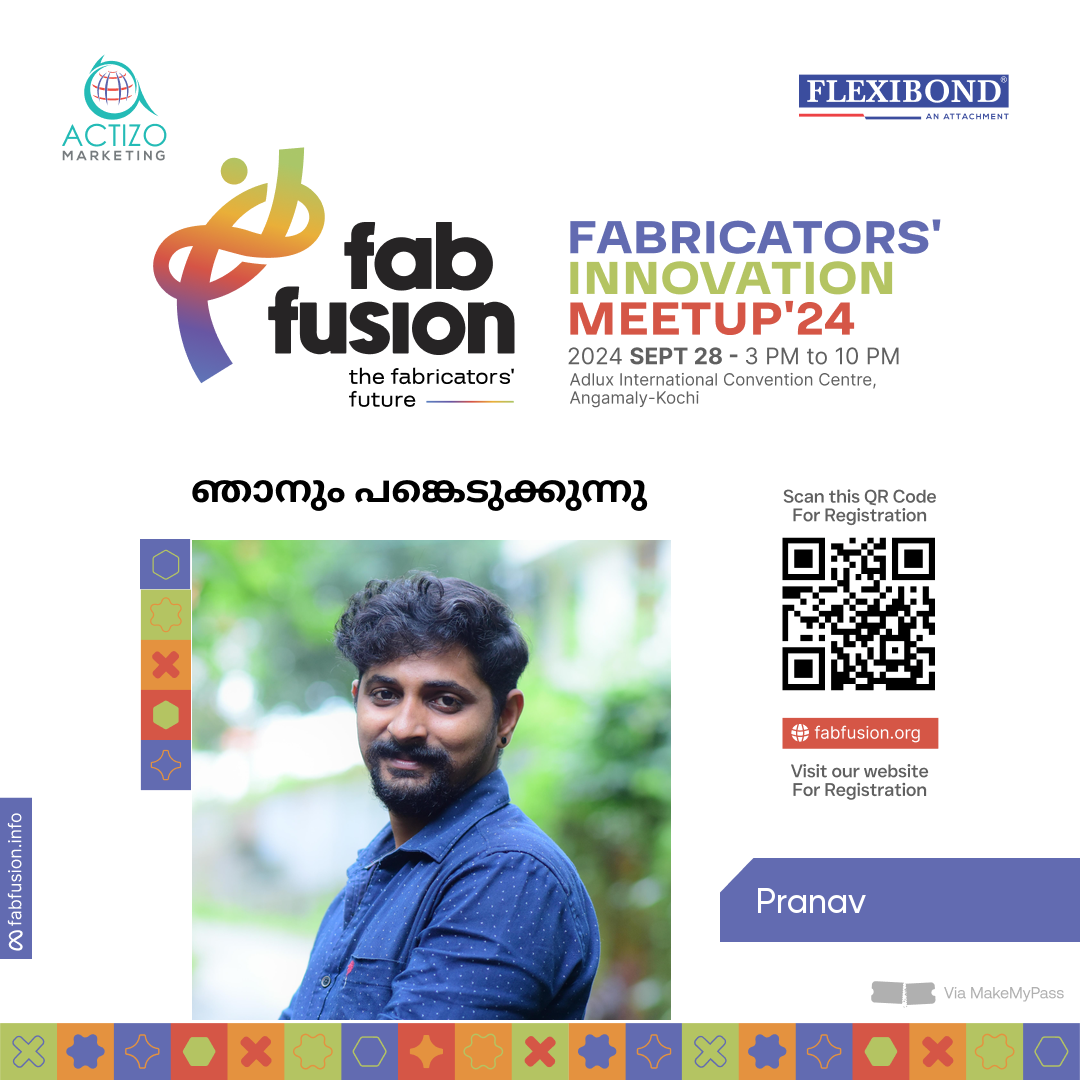 ACTIZO
MARKETING
FLEXIBOND®
AN ATTACHMENT
fab
fusion
the fabricators'
future
FABRICATORS'
INNOVATION
MEETUP'24
2024 SEPT 28 - 3 PM to 10 PM
Adlux International Convention Centre,
Angamaly-Kochi
ഞാനും പങ്കെടുക്കുന്നു
Scan this QR Code
For Registration
fabfusion.org
Visit our website
For Registration
fabfusion.info
Pranav
Via MakeMyPass